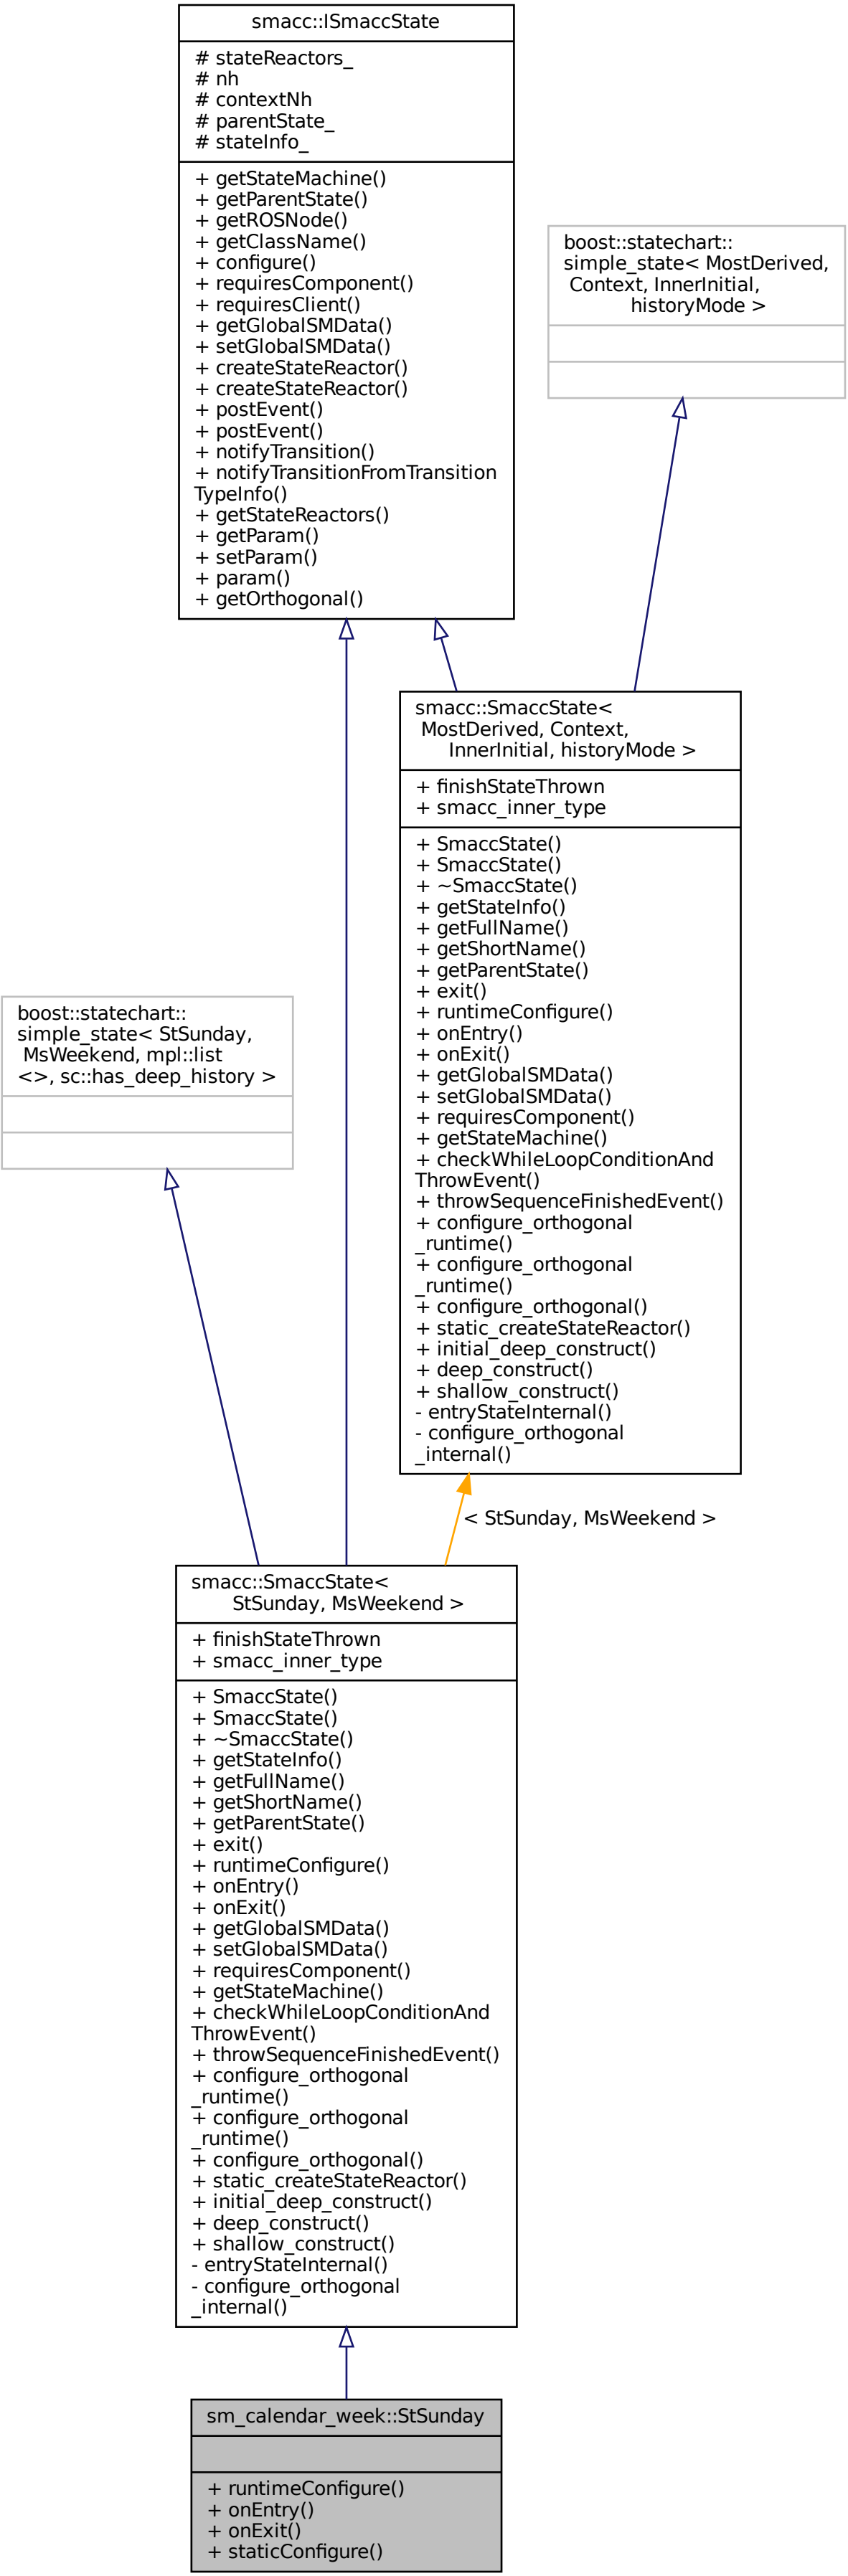 smacc::ISmaccState
# stateReactors_
# nh
# contextNh
# parentState_
# stateInfo_
+ getStateMachine()
+ getParentState()
+ getROSNode()
+ getClassName()
+ configure()
+ requiresComponent()
+ requiresClient()
+ getGlobalSMData()
+ setGlobalSMData()
+ createStateReactor()
+ createStateReactor()
+ postEvent()
+ postEvent()
+ notifyTransition()
+ notifyTransitionFromTransition
TypeInfo()
+ getStateReactors()
+ getParam()
+ setParam()
+ param()
+ getOrthogonal()
boost::statechart::
simple_state< MostDerived,
Context, InnerInitial,
historyMode >
smacc::SmaccState<
MostDerived, Context,
InnerInitial, historyMode >
+ finishStateThrown
+ smacc_inner_type
+ SmaccState()
+ SmaccState()
+ ~SmaccState()
+ getStateInfo()
+ getFullName()
+ getShortName()
+ getParentState()
+ exit()
+ runtimeConfigure()
+ onEntry()
+ onExit()
+ getGlobalSMData()
+ setGlobalSMData()
+ requiresComponent()
+ getStateMachine()
+ checkWhileLoopConditionAnd
ThrowEvent()
+ throwSequenceFinishedEvent()
+ configure_orthogonal
_runtime()
+ configure_orthogonal
_runtime()
+ configure_orthogonal()
+ static_createStateReactor()
+ initial_deep_construct()
+ deep_construct()
+ shallow_construct()
- entryStateInternal()
- configure_orthogonal
_internal()
boost::statechart::
simple_state< StSunday,
MsWeekend, mpl::list
<>, sc::has_deep_history >
< StSunday, MsWeekend >
smacc::SmaccState<
StSunday, MsWeekend >
+ finishStateThrown
+ smacc_inner_type
+ SmaccState()
+ SmaccState()
+ ~SmaccState()
+ getStateInfo()
+ getFullName()
+ getShortName()
+ getParentState()
+ exit()
+ runtimeConfigure()
+ onEntry()
+ onExit()
+ getGlobalSMData()
+ setGlobalSMData()
+ requiresComponent()
+ getStateMachine()
+ checkWhileLoopConditionAnd
ThrowEvent()
+ throwSequenceFinishedEvent()
+ configure_orthogonal
_runtime()
+ configure_orthogonal
_runtime()
+ configure_orthogonal()
+ static_createStateReactor()
+ initial_deep_construct()
+ deep_construct()
+ shallow_construct()
- entryStateInternal()
- configure_orthogonal
_internal()
sm_calendar_week::StSunday
+ runtimeConfigure()
+ onEntry()
+ onExit()
+ staticConfigure()